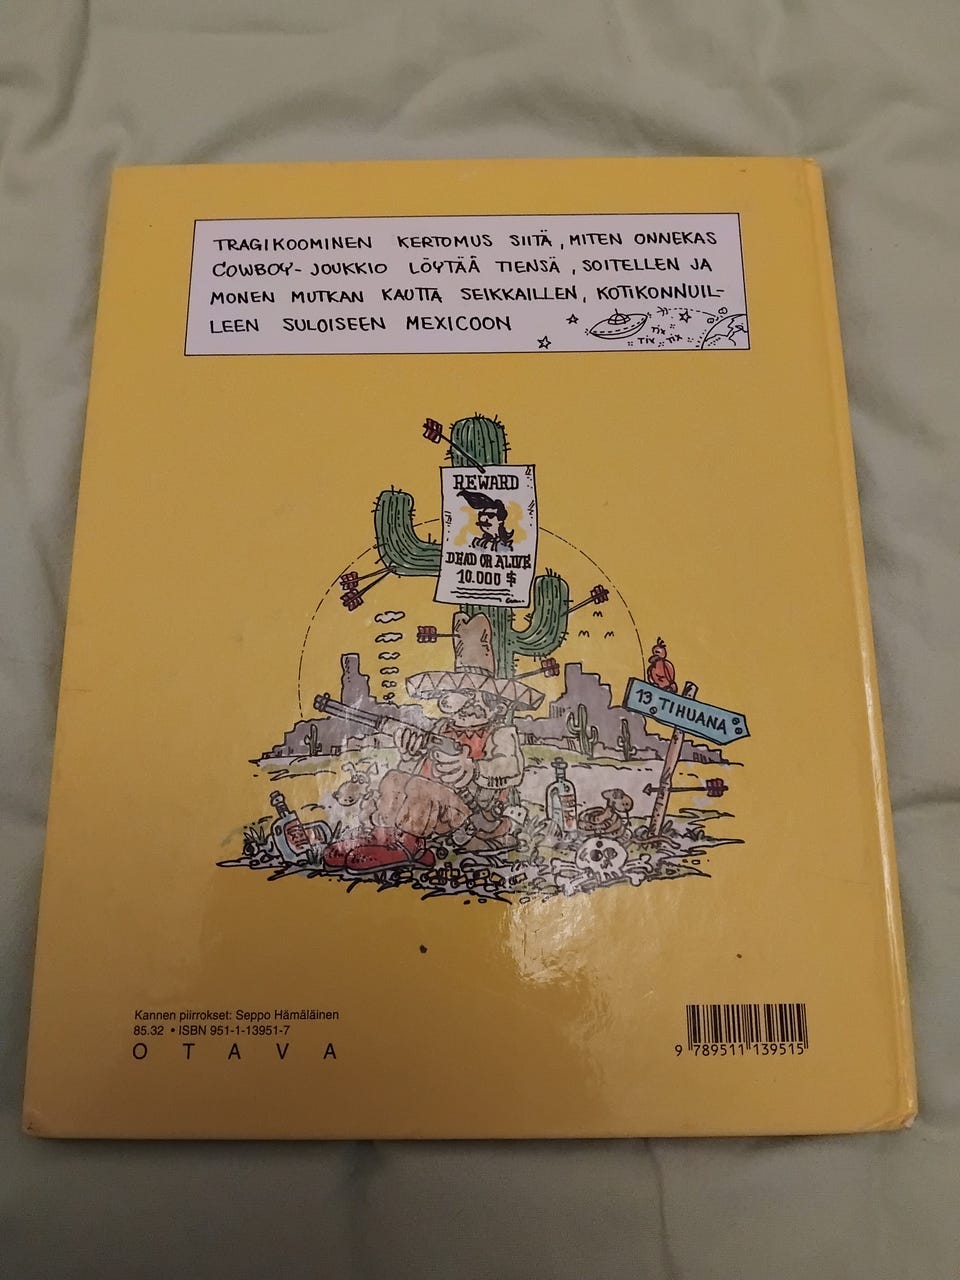 TRAGIKOOMINEN KERTOMUS SIITÄ, MITEN ONNEKAS
COWBOY-JOUKKIO LÖYTÄÄ TIENSÄ, SOITELLEN JA
MONEN MUTKAN KAUTTA SEIKKAILLEN, KOTIKONNUIL-
LEEN SULOISEEN MEXICOON
TIX
TIX TIX
REWARD
DEAD OR ALIVE
10.000 $
13 TIHUANA
Kannen piirrokset: Seppo Hämäläinen
85.32 • ISBN 951-1-13951-7
OTAVA
9 789511 139515